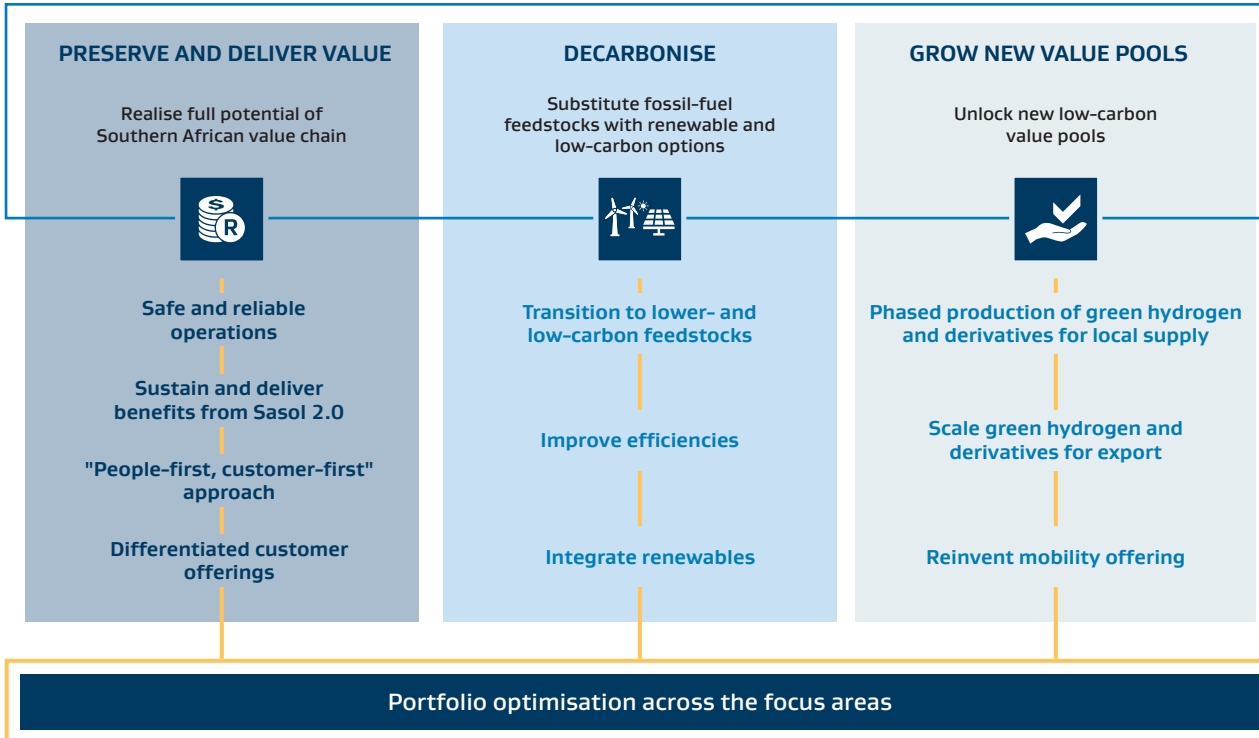 PRESERVE AND DELIVER VALUE
Realise full potential of
Southern African value chain
$
R
Safe and reliable
operations
Sustain and deliver
benefits from Sasol 2.0
"People-first, customer-first"
approach
Differentiated customer
offerings
DECARBONISE
Substitute fossil-fuel
feedstocks with renewable and
low-carbon options
Transition to lower- and
low-carbon feedstocks
Improve efficiencies
Integrate renewables
GROW NEW VALUE POOLS
Unlock new low-carbon
value pools
Phased production of green hydrogen
and derivatives for local supply
Scale green hydrogen and
derivatives for export
Reinvent mobility offering
Portfolio optimisation across the focus areas